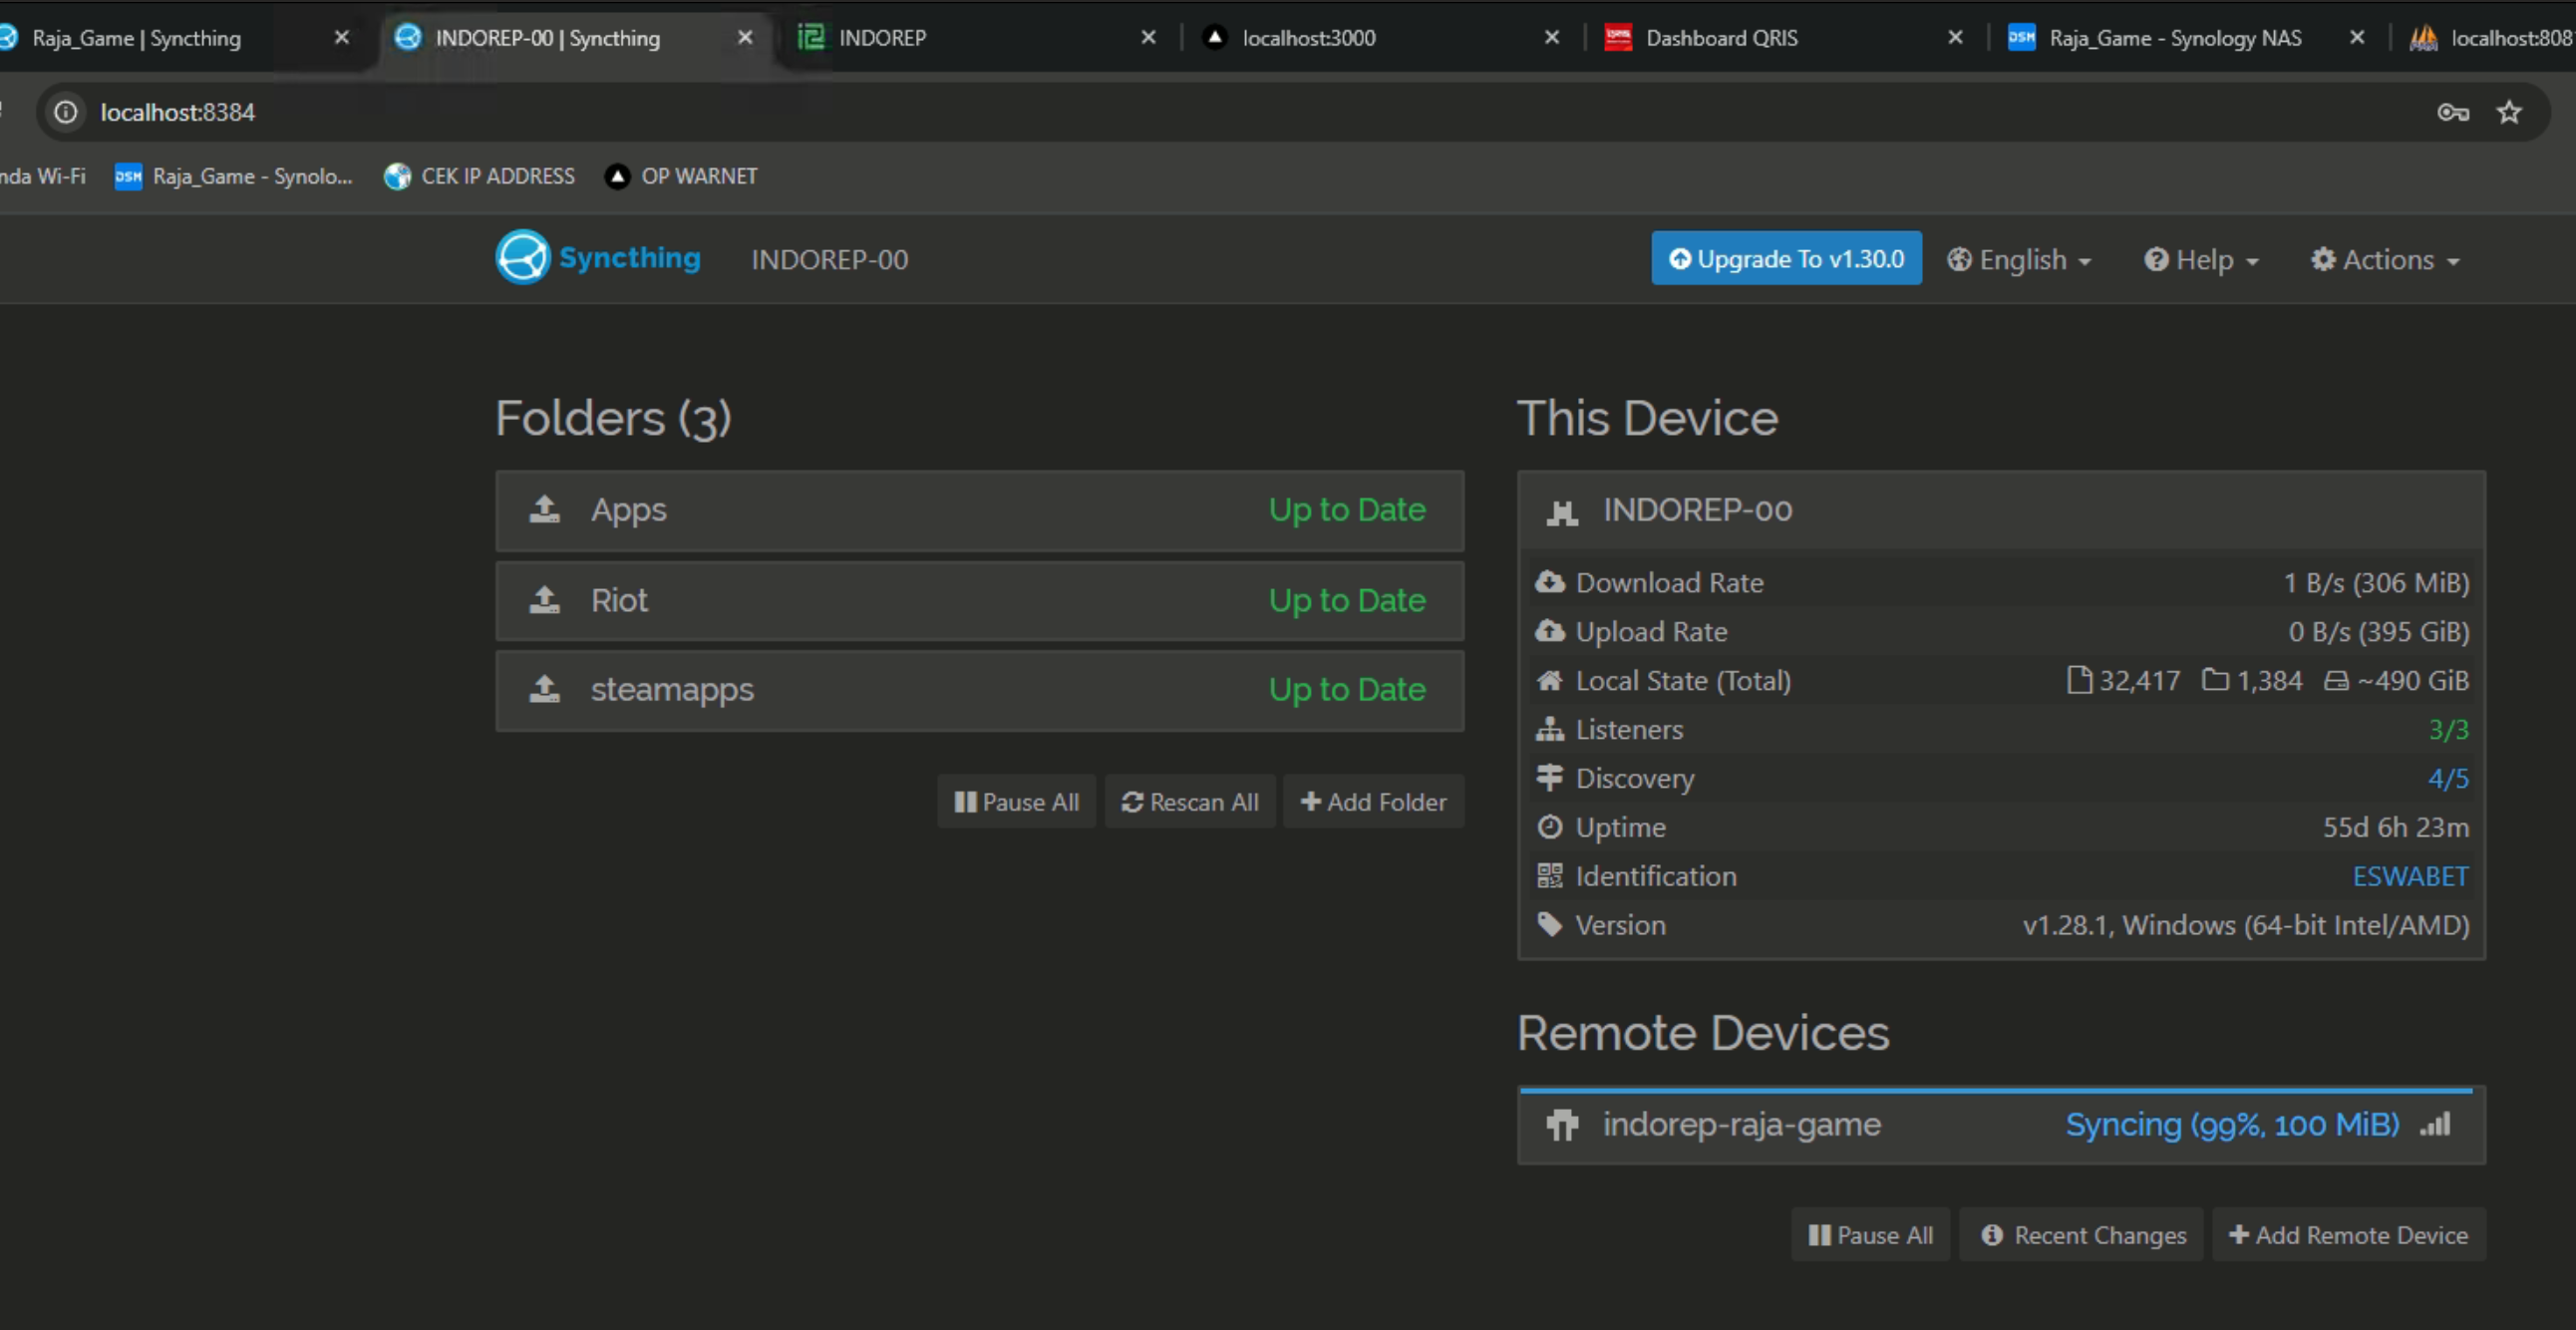 Raja_Game | Syncthing
INDOREP-00 | Syncthing
INDOREP
localhost:3000
Dashboard QRIS
Raja_Game - Synology NAS
localhost:808
localhost:8384
nda Wi-Fi
DSM Raja_Game - Synolo...
CEK IP ADDRESS
OP WARNET
Syncthing
INDOREP-00
Upgrade To v1.30.0
English
Help
Actions
Folders (3)
Apps Up to Date
Riot Up to Date
steamapps Up to Date
Pause All
Rescan All
Add Folder
This Device
INDOREP-00
Download Rate 1 B/s (306 MiB)
Upload Rate 0 B/s (395 GiB)
Local State (Total) 32,417 1,384 ~490 GiB
Listeners 3/3
Discovery 4/5
Uptime 55d 6h 23m
Identification ESWABET
Version v1.28.1, Windows (64-bit Intel/AMD)
Remote Devices
indorep-raja-game Syncing (99%, 100 MiB)
Pause All
Recent Changes
Add Remote Device